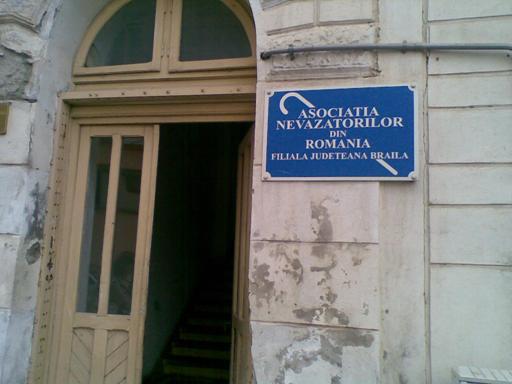 ASOCIATIA
NEVAZATORILOR
DIN
ROMANIA
FILIALA JUDETEANA BRAILA